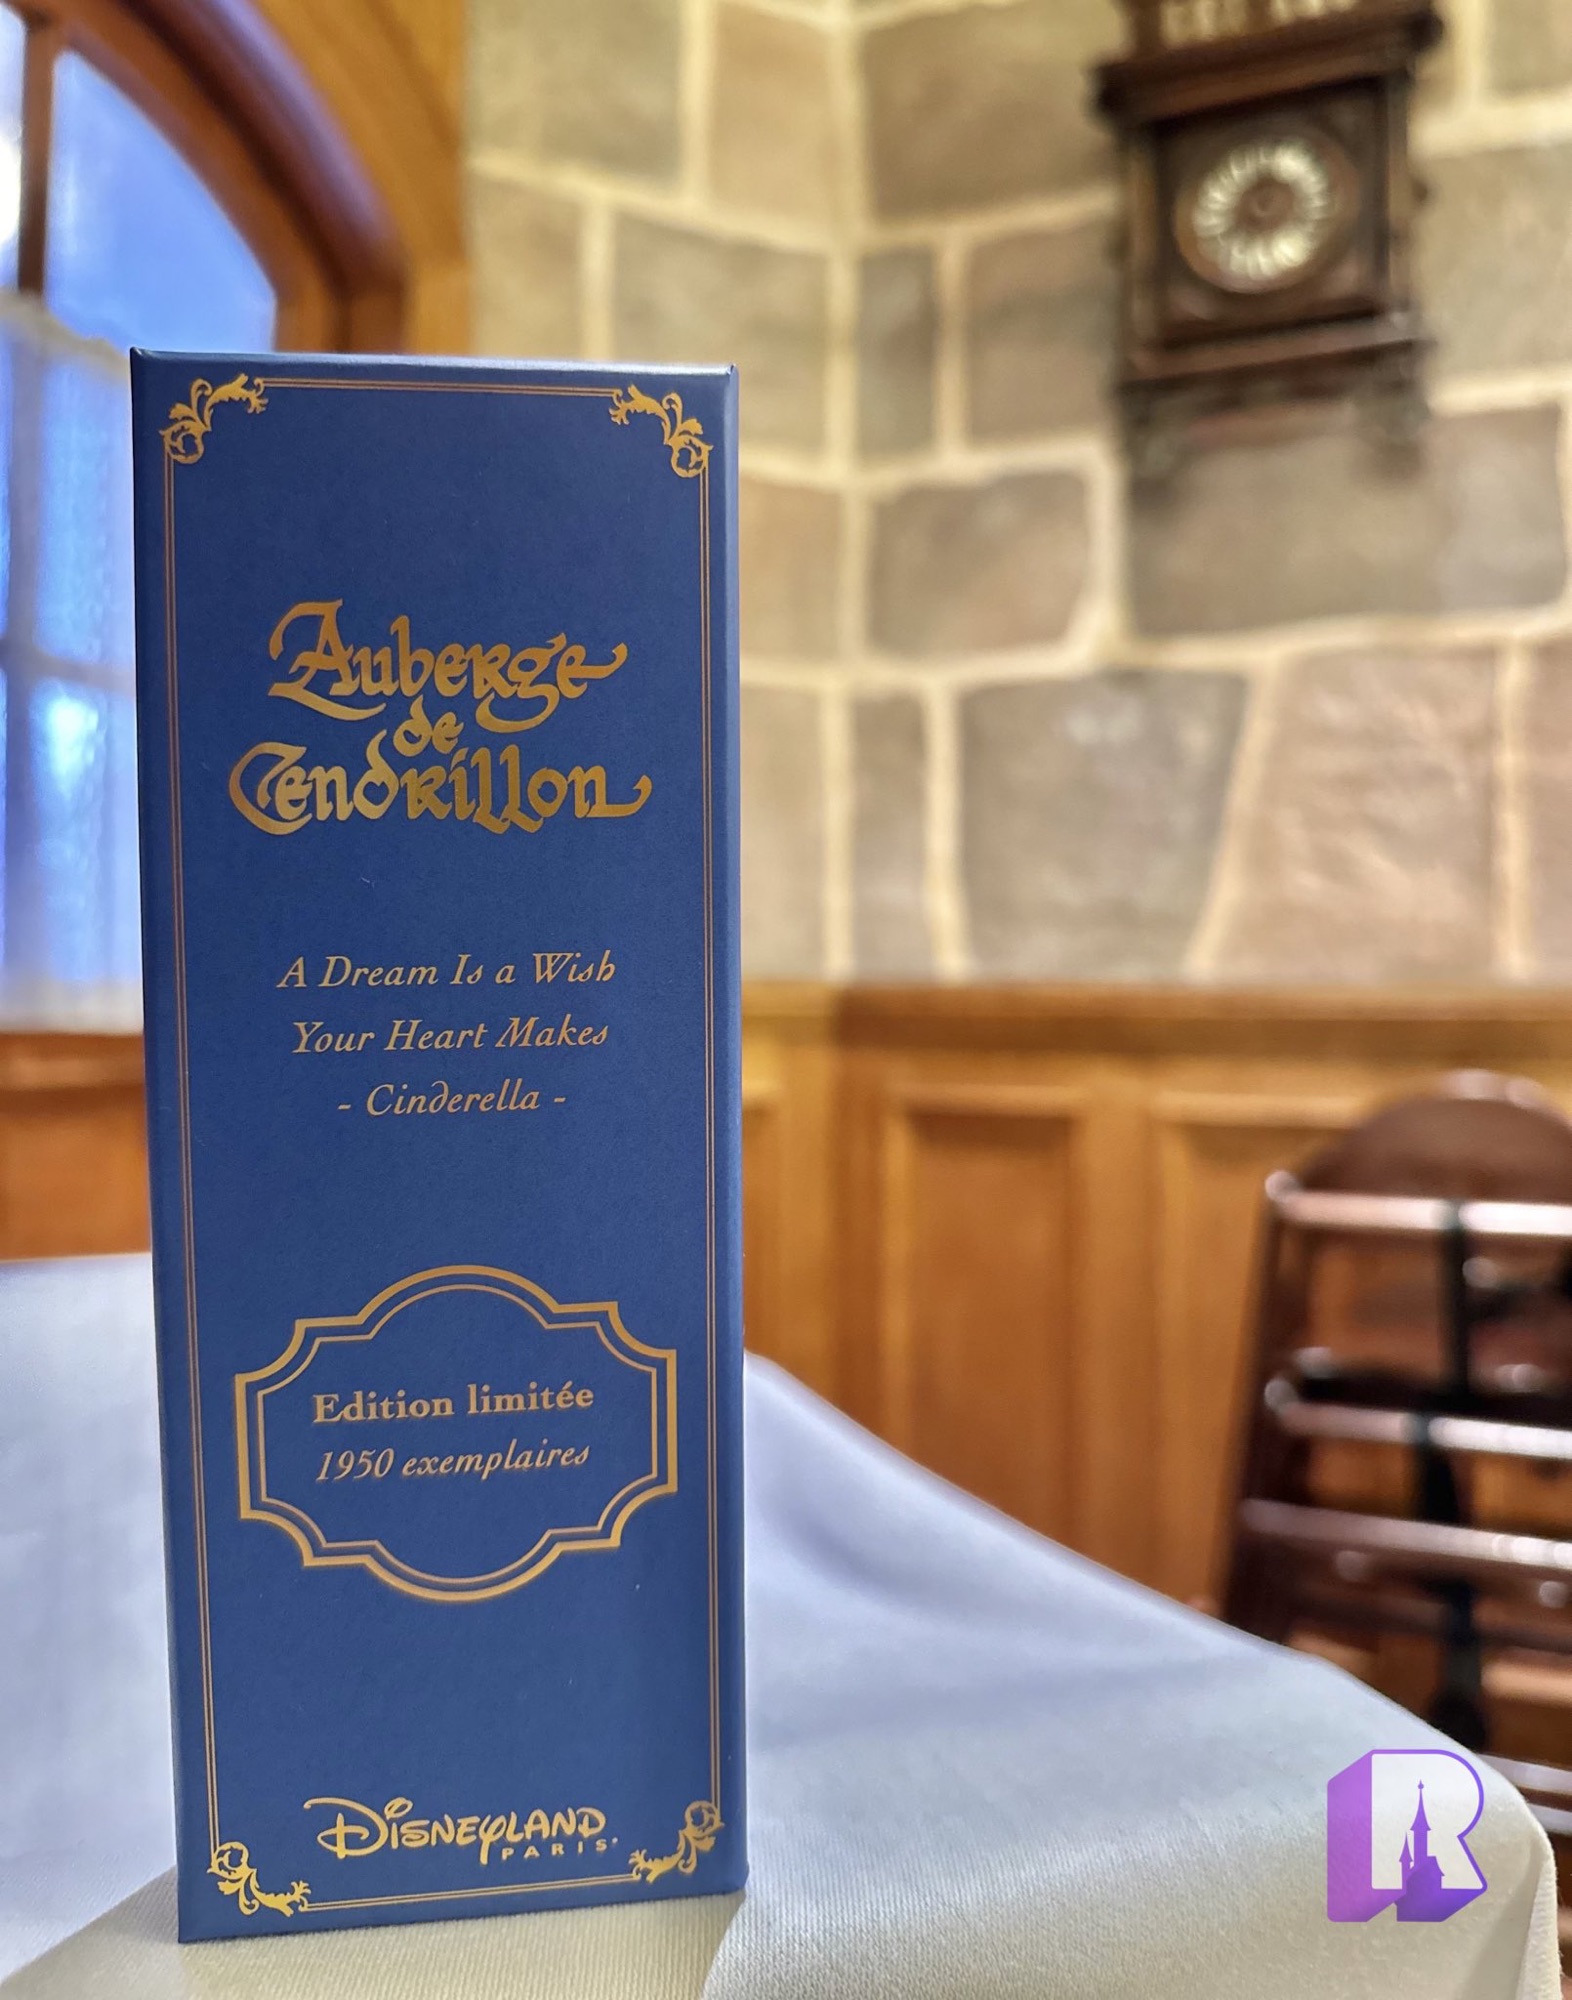 Auberge
de
Cendrillon
A Dream Is a Wish
Your Heart Makes
- Cinderella -
Edition limitée
1950 exemplaires
Disneyland
PARIS
R